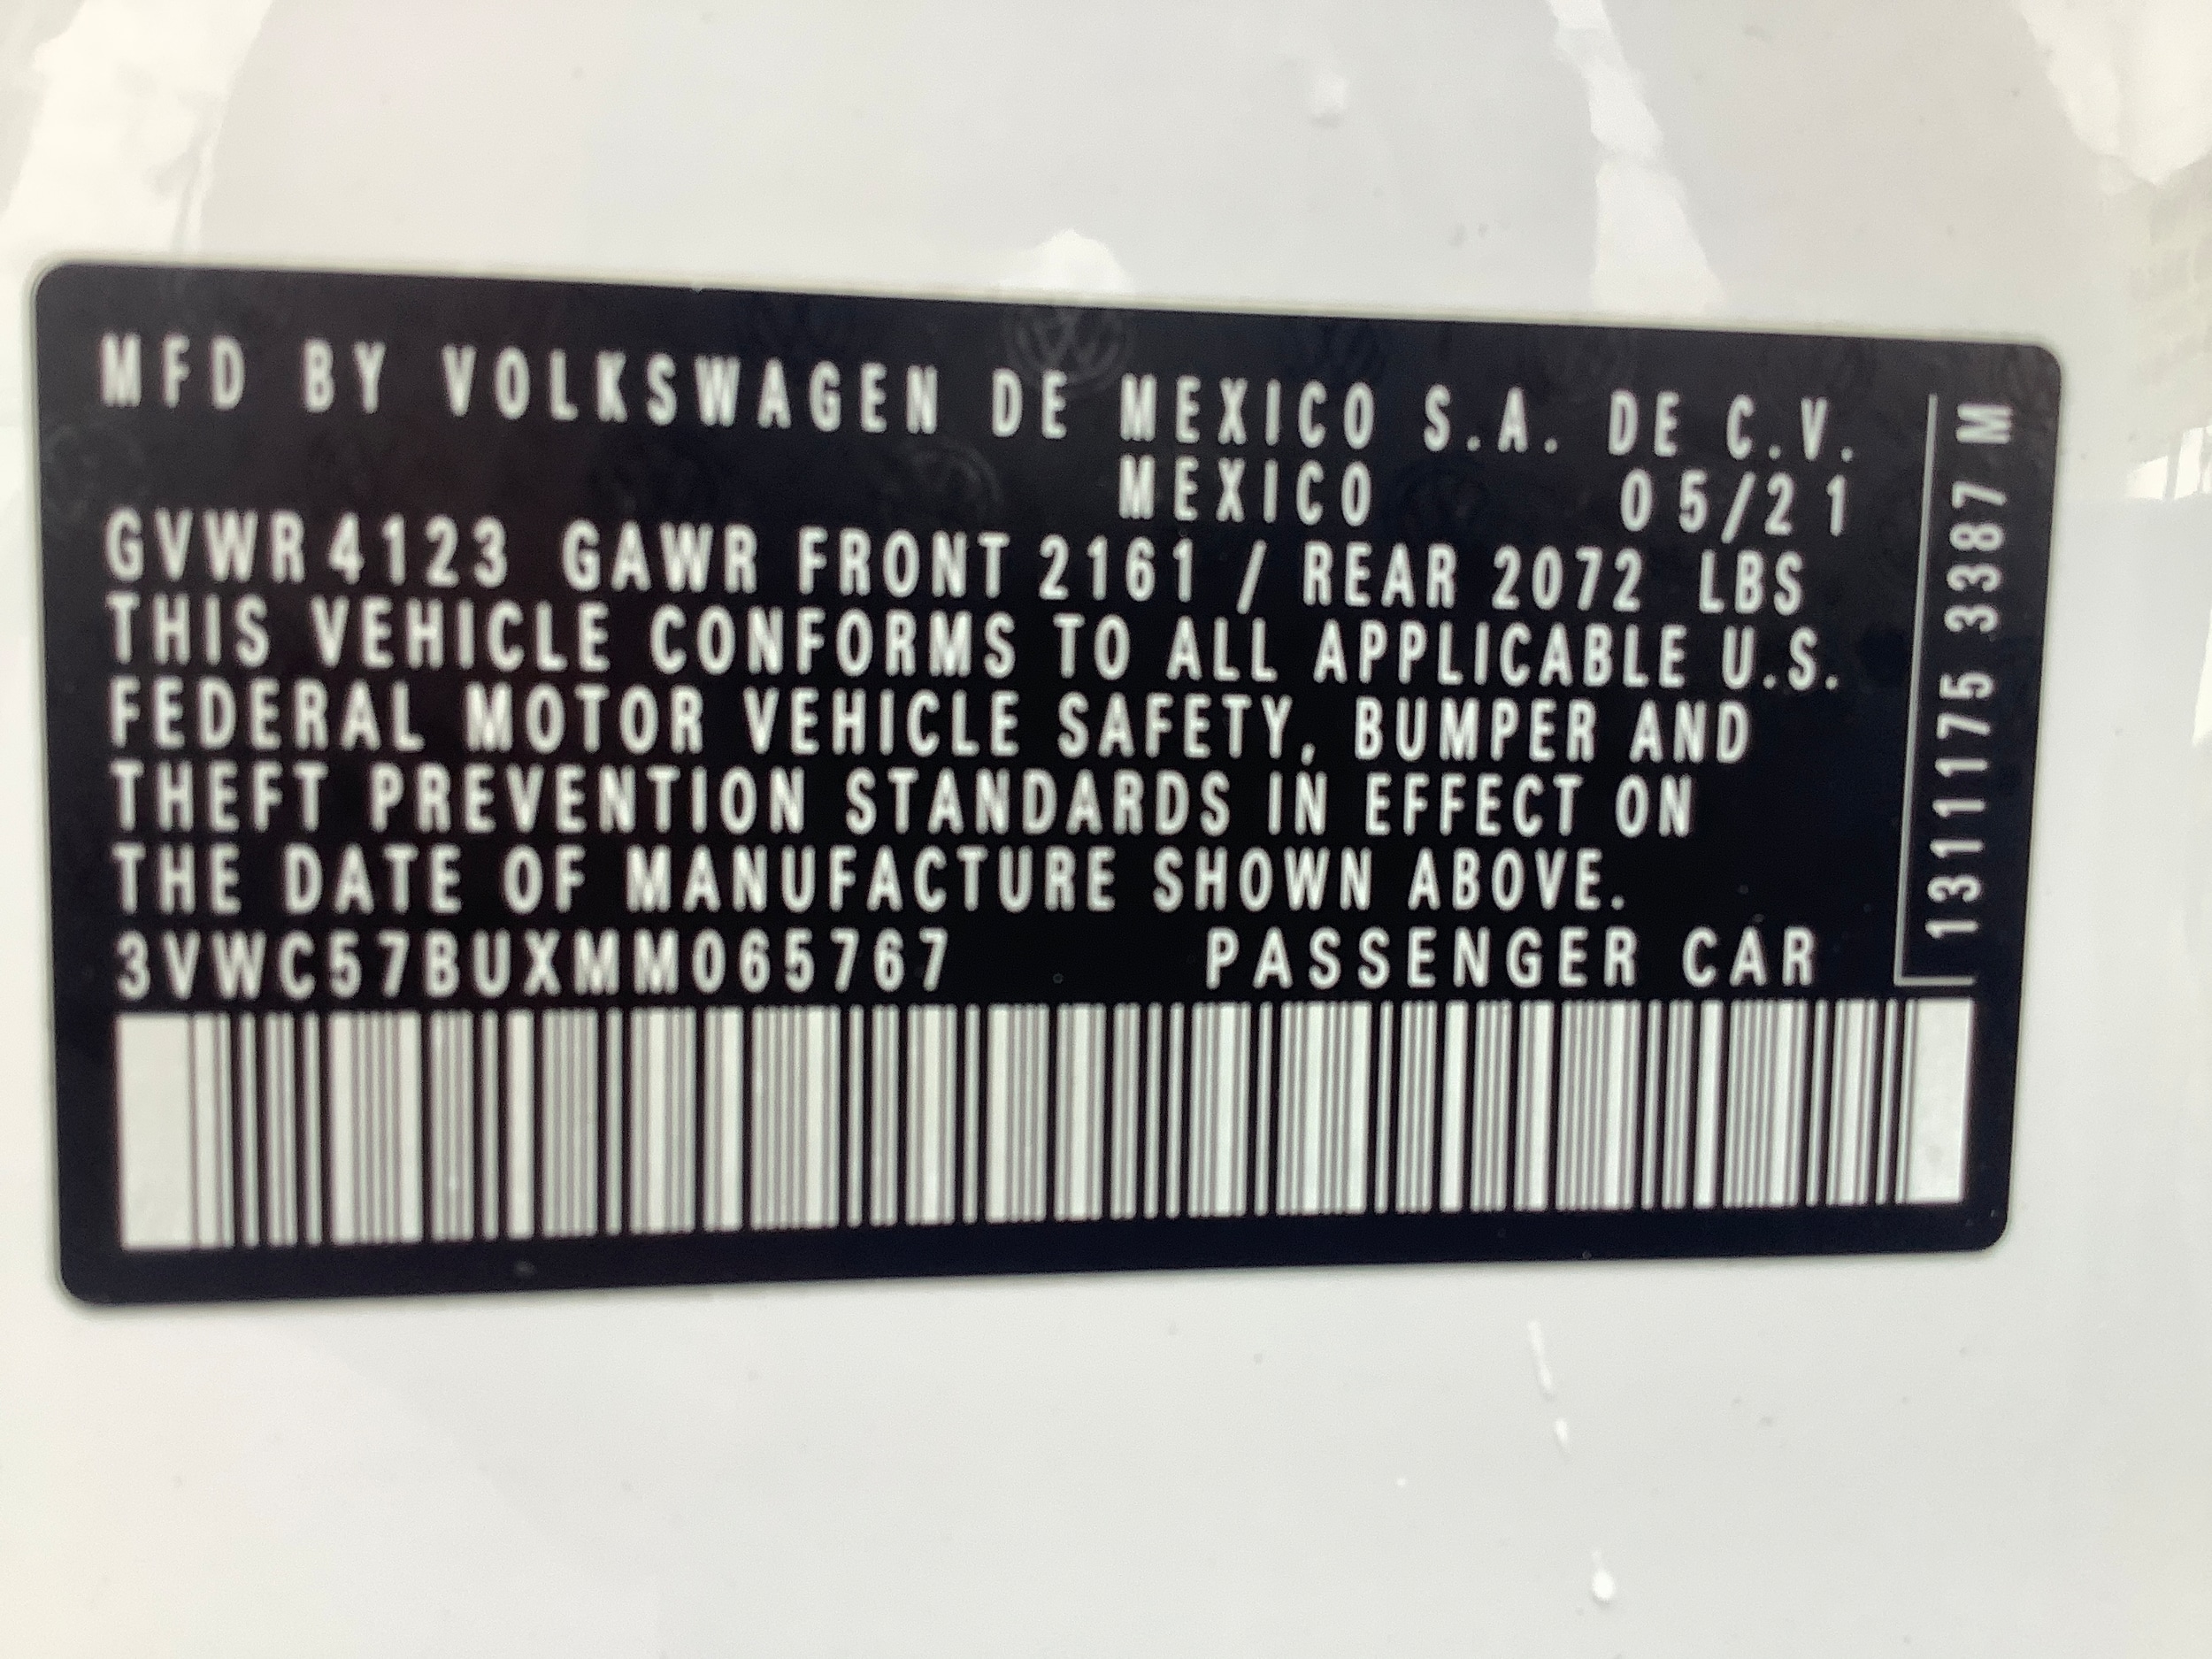 MFD BY VOLKSWAGEN DE MEXICO S.A. DE C.V.
MEXICO 05/21
GVWR 4123 GAWR FRONT 2161 / REAR 2072 LBS
THIS VEHICLE CONFORMS TO ALL APPLICABLE U.S.
FEDERAL MOTOR VEHICLE SAFETY, BUMPER AND
THEFT PREVENTION STANDARDS IN EFFECT ON
THE DATE OF MANUFACTURE SHOWN ABOVE.
3VWC57BUXMM065767 PASSENGER CAR
1311175 3387 M